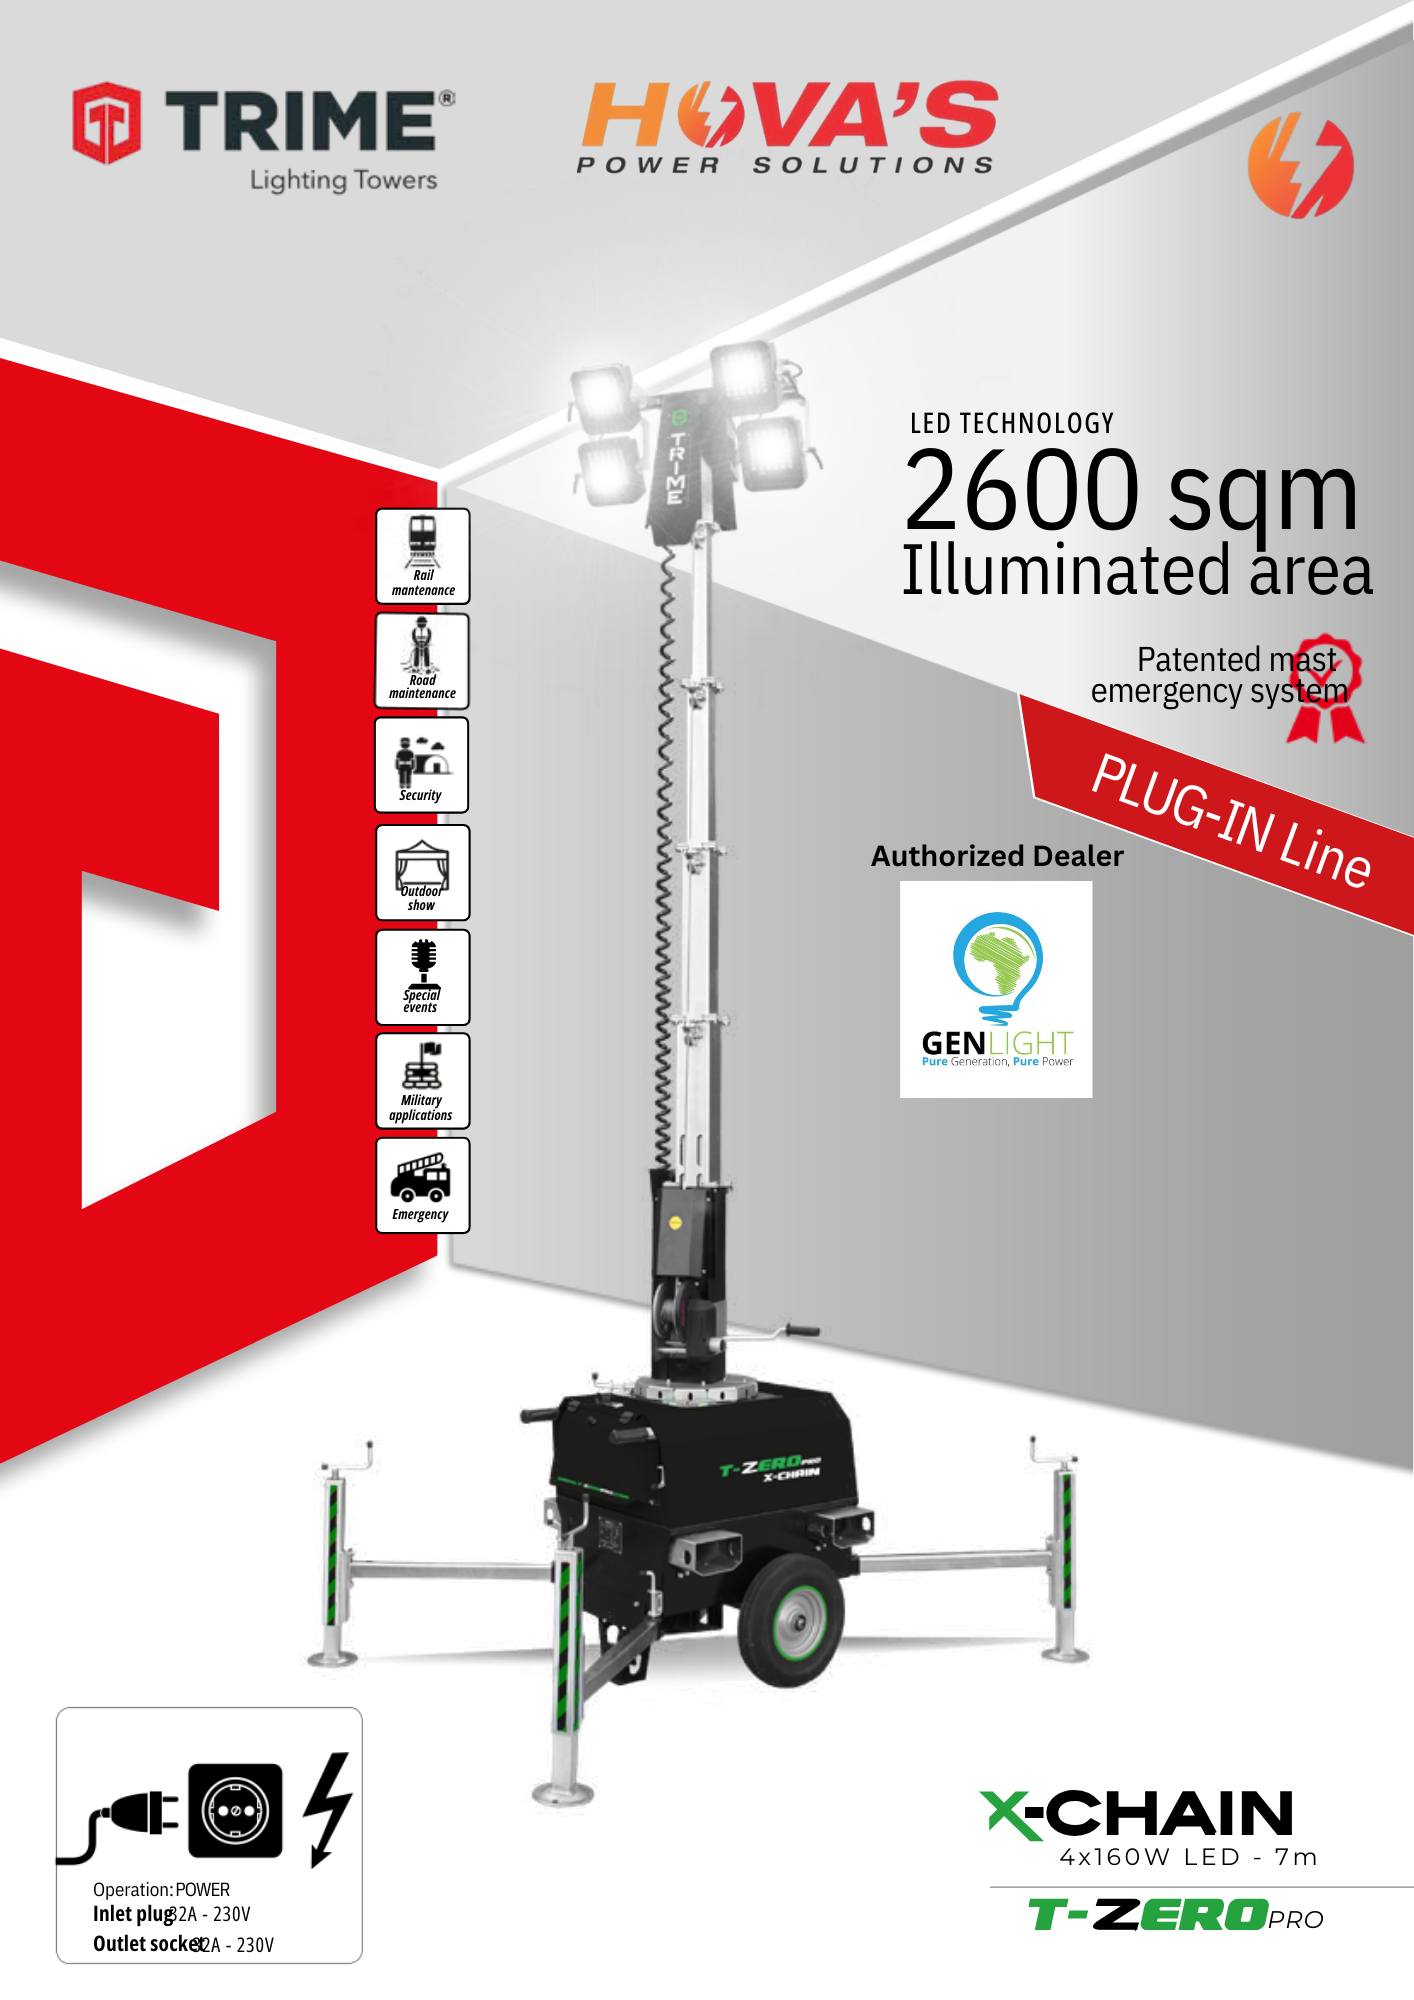 TRIME®
Lighting Towers
HOVA'S
POWER SOLUTIONS
TRIME
LED TECHNOLOGY
2600 sqm
Illuminated area
Patented mast
emergency system
PLUG-IN Line
Rail
mantenance
Road
maintenance
Security
Outdoor
show
Special
events
Military
applications
Emergency
Authorized Dealer
GENLIGHT
Pure Generation, Pure Power
T-ZERO PRO
X-CHAIN
Operation: POWER
Inlet plug 32A - 230V
Outlet socket 32A - 230V
X-CHAIN
4x160W LED - 7m
T-ZERO PRO